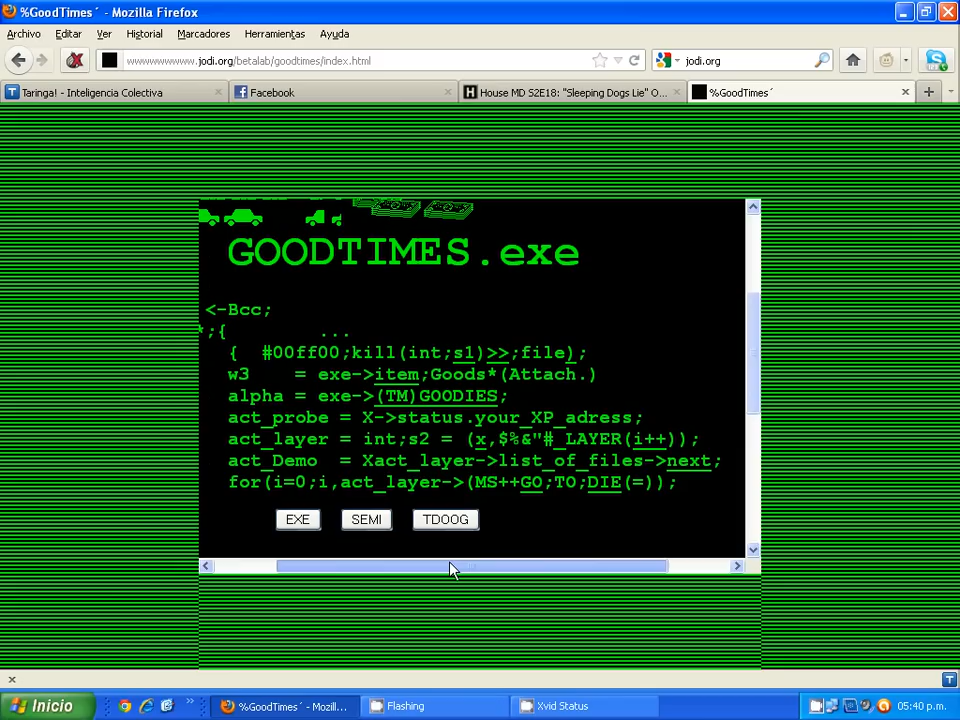 %GoodTimes´ - Mozilla Firefox
Archivo Editar Ver Historial Marcadores Herramientas Ayuda
wwwwwwwww.jodi.org/betalab/goodtimes/index.html
jodi.org
Taringa! - Inteligencia Colectiva
Facebook
House MD S2E18: "Sleeping Dogs Lie" O...
%GoodTimes´
GOODTIMES.exe
<-Bcc;
*;{ ...
{ #00ff00;kill(int;s1)>>;file);
w3 = exe->item;Goods*(Attach.)
alpha = exe->(TM)GOODIES;
act_probe = X->status.your_XP_adress;
act_layer = int;s2 = (x,$%&"#_LAYER(i++));
act_Demo = Xact_layer->list_of_files->next;
for(i=0;i,act_layer->(MS++GO;TO;DIE(=));
EXE SEMI TDOOG
Inicio
%GoodTimes´ - Mozill...
Flashing
Xvid Status
05:40 p.m.